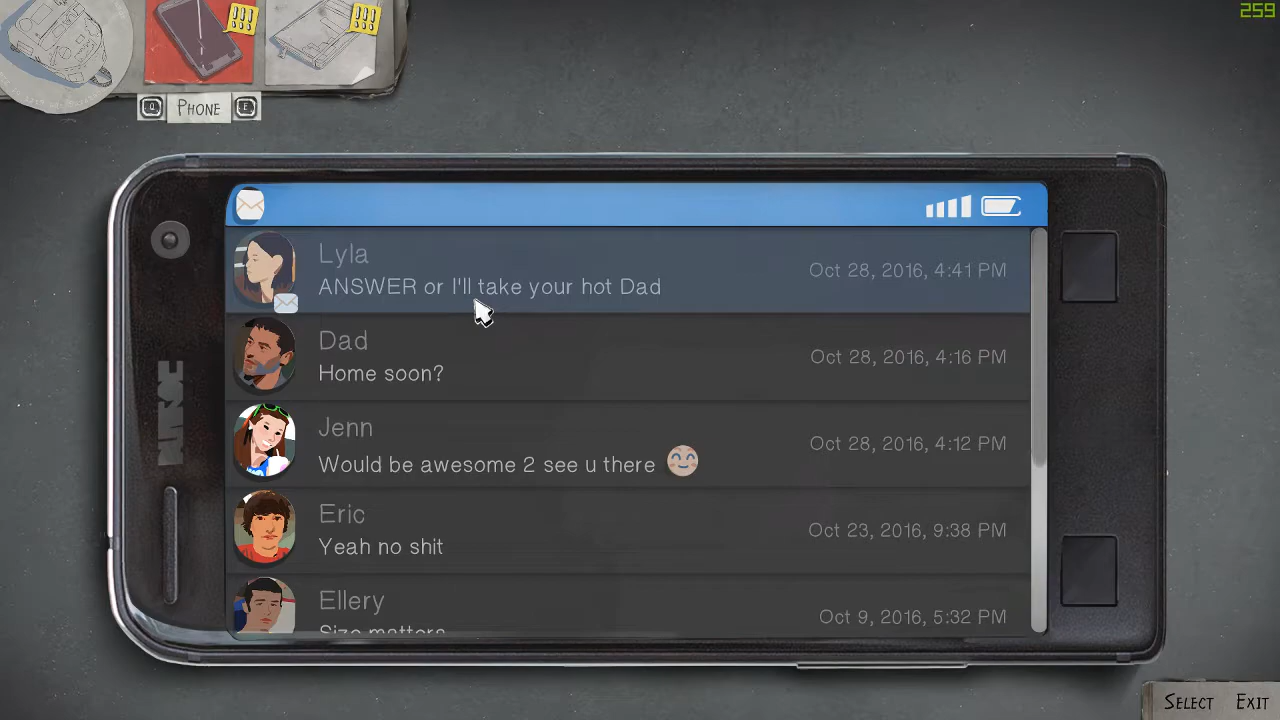 259
Q PHONE E
Lyla
ANSWER or I'll take your hot Dad
Oct 28, 2016, 4:41 PM
Dad
Home soon?
Oct 28, 2016, 4:16 PM
Jenn
Would be awesome 2 see u there
Oct 28, 2016, 4:12 PM
Eric
Yeah no shit
Oct 23, 2016, 9:38 PM
Ellery
Size matters
Oct 9, 2016, 5:32 PM
SELECT EXIT